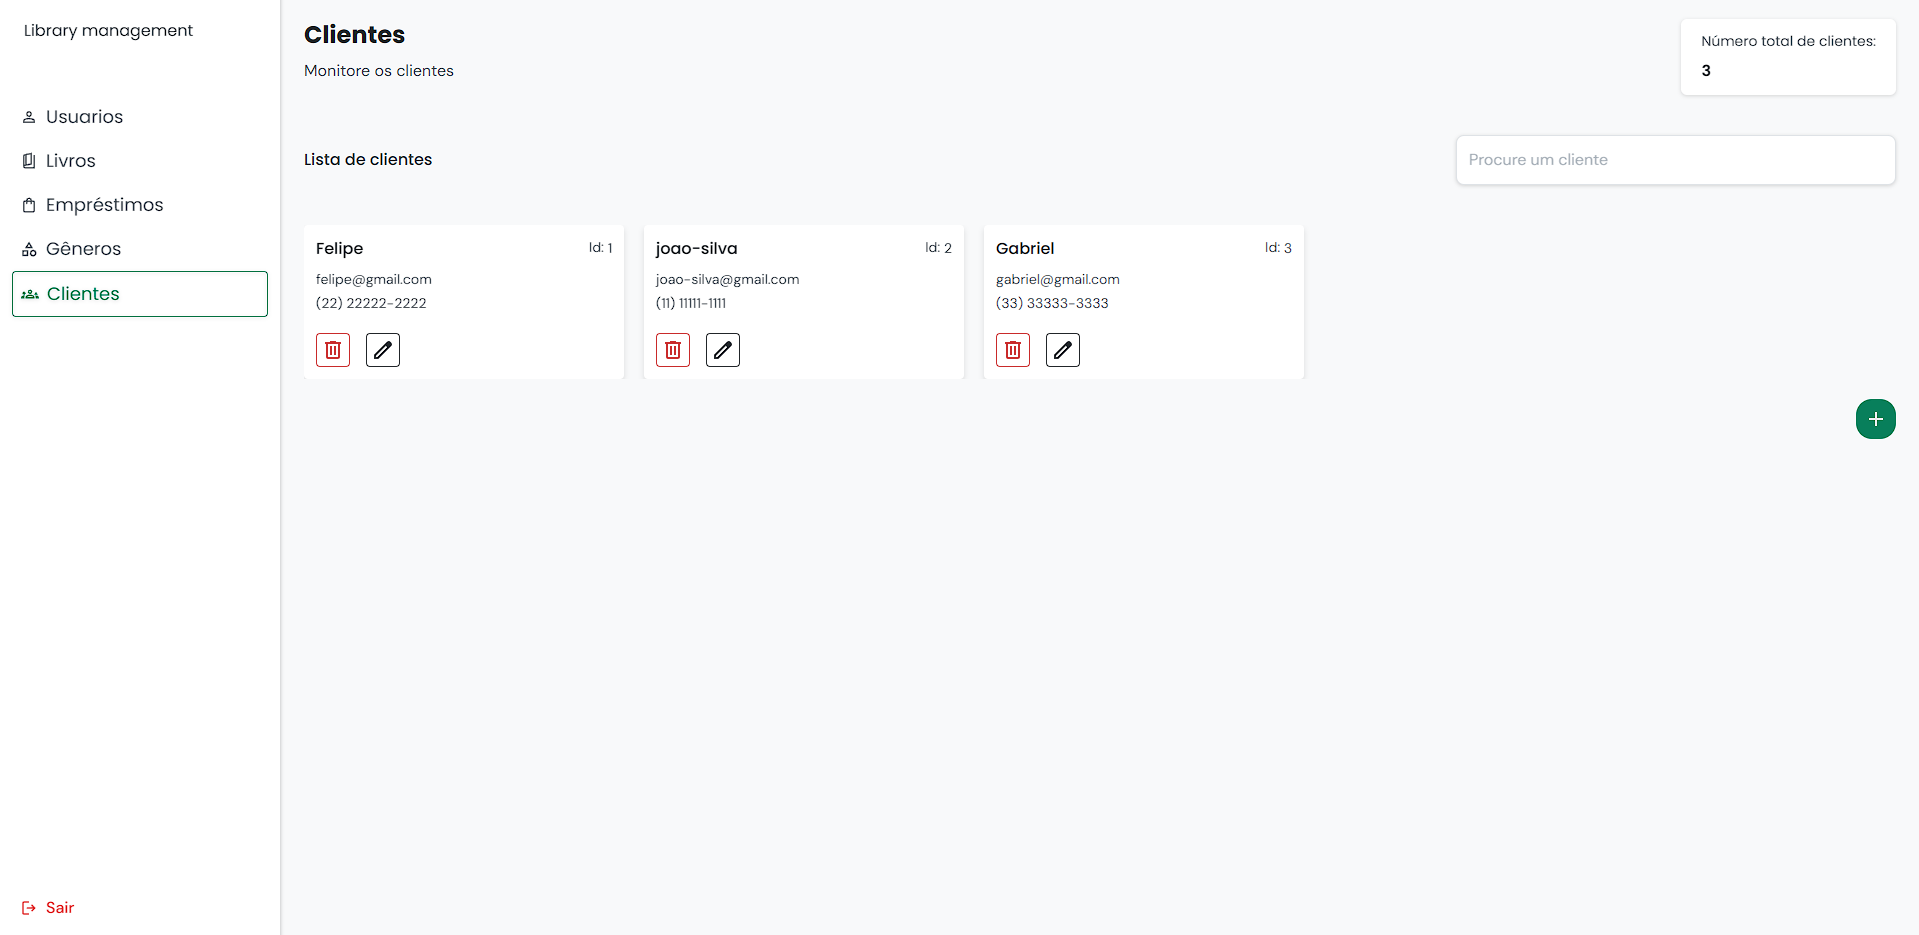 Library management
Usuarios
Livros
Empréstimos
Gêneros
Clientes
Sair
Clientes
Monitore os clientes
Número total de clientes:
3
Lista de clientes
Procure um cliente
Felipe
Id: 1
felipe@gmail.com
(22) 22222-2222
joao-silva
Id: 2
joao-silva@gmail.com
(11) 11111-1111
Gabriel
Id: 3
gabriel@gmail.com
(33) 33333-3333